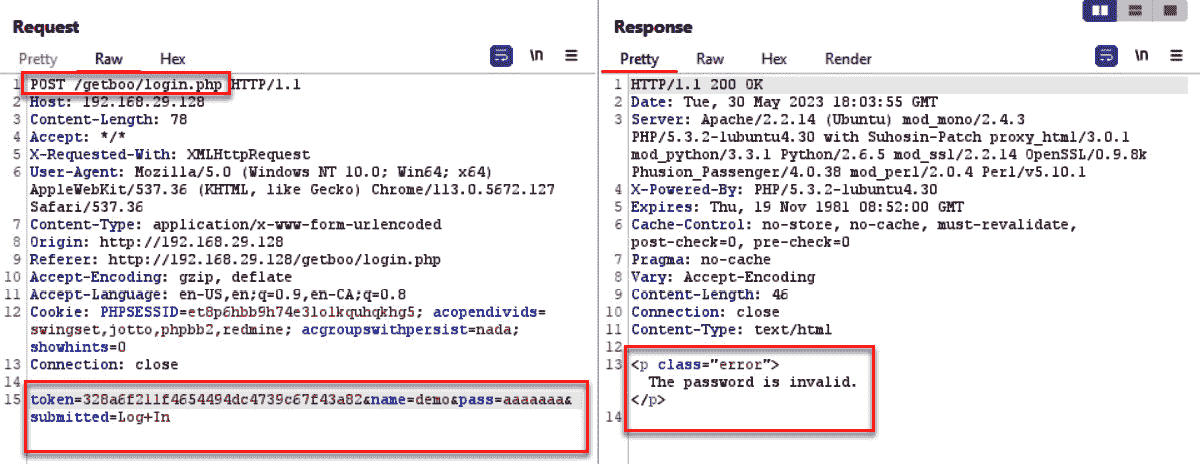 Request
Pretty Raw Hex
\n
1 POST /getboo/login.php HTTP/1.1
2 Host: 192.168.29.128
3 Content-Length: 78
4 Accept: */*
5 X-Requested-With: XMLHttpRequest
6 User-Agent: Mozilla/5.0 (Windows NT 10.0; Win64; x64)
AppleWebKit/537.36 (KHTML, like Gecko) Chrome/113.0.5672.127
Safari/537.36
7 Content-Type: application/x-www-form-urlencoded
8 Origin: http://192.168.29.128
9 Referer: http://192.168.29.128/getboo/login.php
10 Accept-Encoding: gzip, deflate
11 Accept-Language: en-US,en;q=0.9,en-CA;q=0.8
12 Cookie: PHPSESSID=et8p6hbb9h74e31o1kquhqkhg5; acopendivids=
swingset,jotto,phpbb2,redmine; acgroupswithpersist=nada;
showhints=0
13 Connection: close
14
15 token=328a6f211f4654494dc4739c67f43a82&name=demo&pass=aaaaaaa&
submitted=Log+In
Response
Pretty Raw Hex Render
\n
1 HTTP/1.1 200 OK
2 Date: Tue, 30 May 2023 18:03:55 GMT
3 Server: Apache/2.2.14 (Ubuntu) mod_mono/2.4.3
PHP/5.3.2-1ubuntu4.30 with Suhosin-Patch proxy_html/3.0.1
mod_python/3.3.1 Python/2.6.5 mod_ssl/2.2.14 OpenSSL/0.9.8k
Phusion_Passenger/4.0.38 mod_perl/2.0.4 Perl/v5.10.1
4 X-Powered-By: PHP/5.3.2-1ubuntu4.30
5 Expires: Thu, 19 Nov 1981 08:52:00 GMT
6 Cache-Control: no-store, no-cache, must-revalidate,
post-check=0, pre-check=0
7 Pragma: no-cache
8 Vary: Accept-Encoding
9 Content-Length: 46
10 Connection: close
11 Content-Type: text/html
12
13 <p class="error">
The password is invalid.
</p>
14